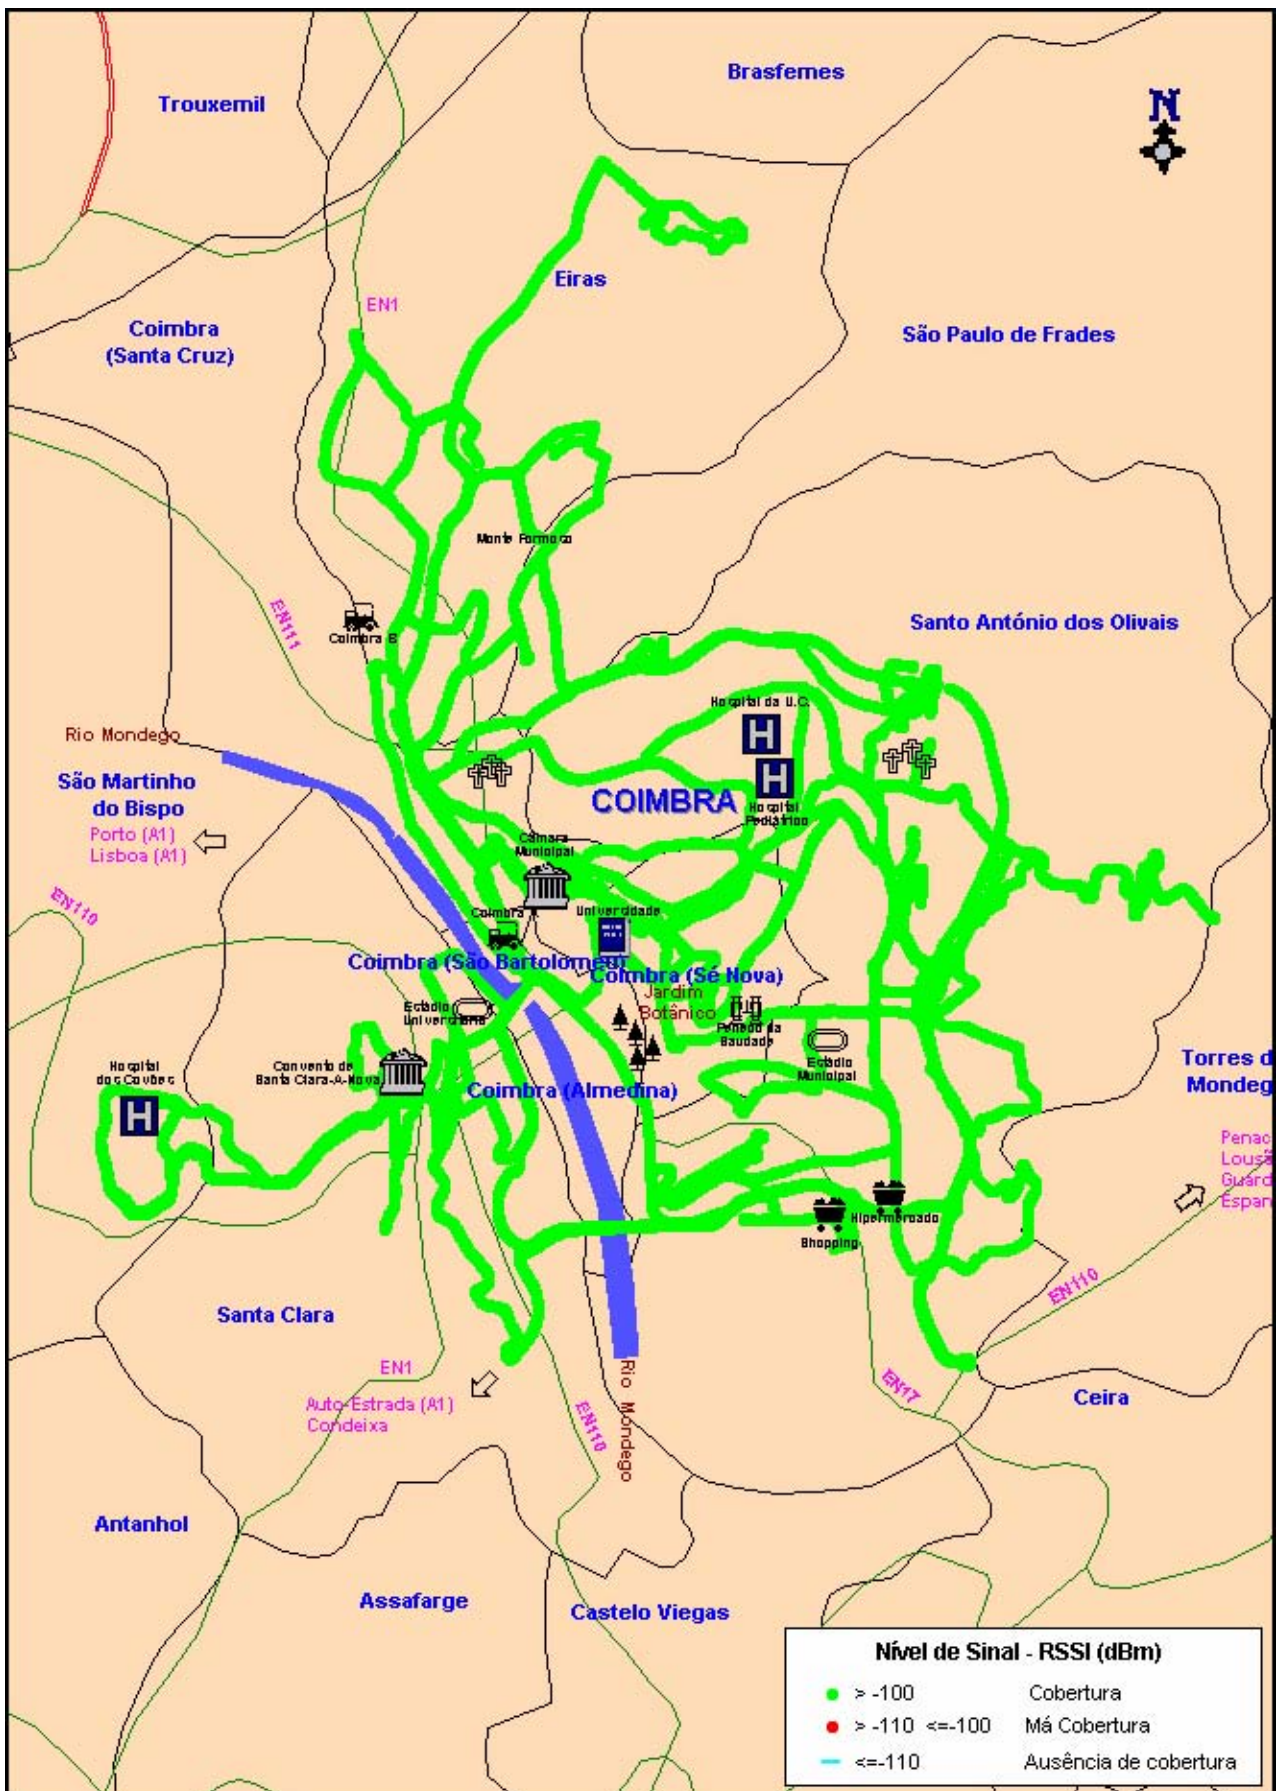 Brasfemes
Trouxemil
N
Eiras
EN1
Coimbra
(Santa Cruz)
São Paulo de Frades
Monte Formoso
EN111
Coimbra B
Santo António dos Olivais
Hospital da U.C.
H
Rio Mondego
São Martinho
do Bispo
H
COIMBRA
Hospital
Pediátrico
Porto (A1)
Lisboa (A1)
Câmara
Municipal
EN110
Coimbra
Universidade
Coimbra (São Bartolomeu)
Coimbra (Sé Nova)
Jardim
Botânico
Estádio
Universitário
Penedo da
Saudade
Estádio
Municipal
Hospital
dos Covões
Convento de
Santa Clara-A-Nova
H
Coimbra (Almedina)
Torres d
Mondeg
Penac
Lousã
Guard
Espan
Hipermercado
Shopping
EN110
Santa Clara
EN1
Auto-Estrada (A1)
Condeixa
EN110
Rio Mondego
EN17
Ceira
Antanhol
Assafarge
Castelo Viegas
Nível de Sinal - RSSI (dBm)
> -100 Cobertura
> -110 <=-100 Má Cobertura
<=-110 Ausência de cobertura